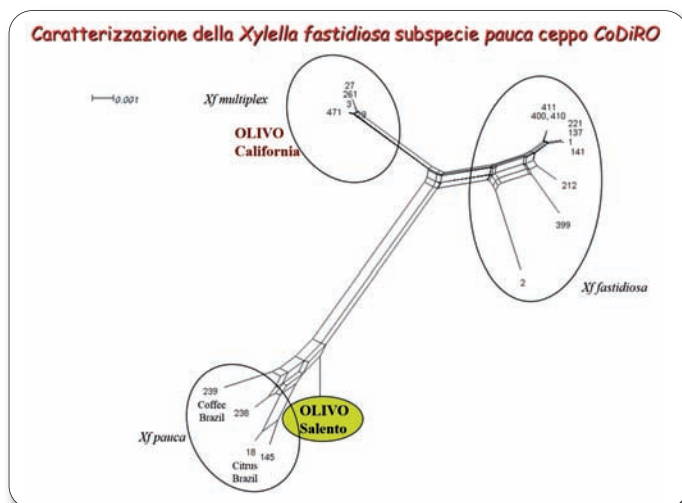 Caratterizzazione della Xylella fastidiosa subspecie pauca ceppo CoDiRO
0.001
Xf multiplex
27
261
3
471
OLIVO
California
411
400, 410
221
137
1
141
212
399
2
Xf fastidiosa
239
Coffee
Brazil
238
OLIVO
Salento
Xf pauca
18
145
Citrus
Brazil